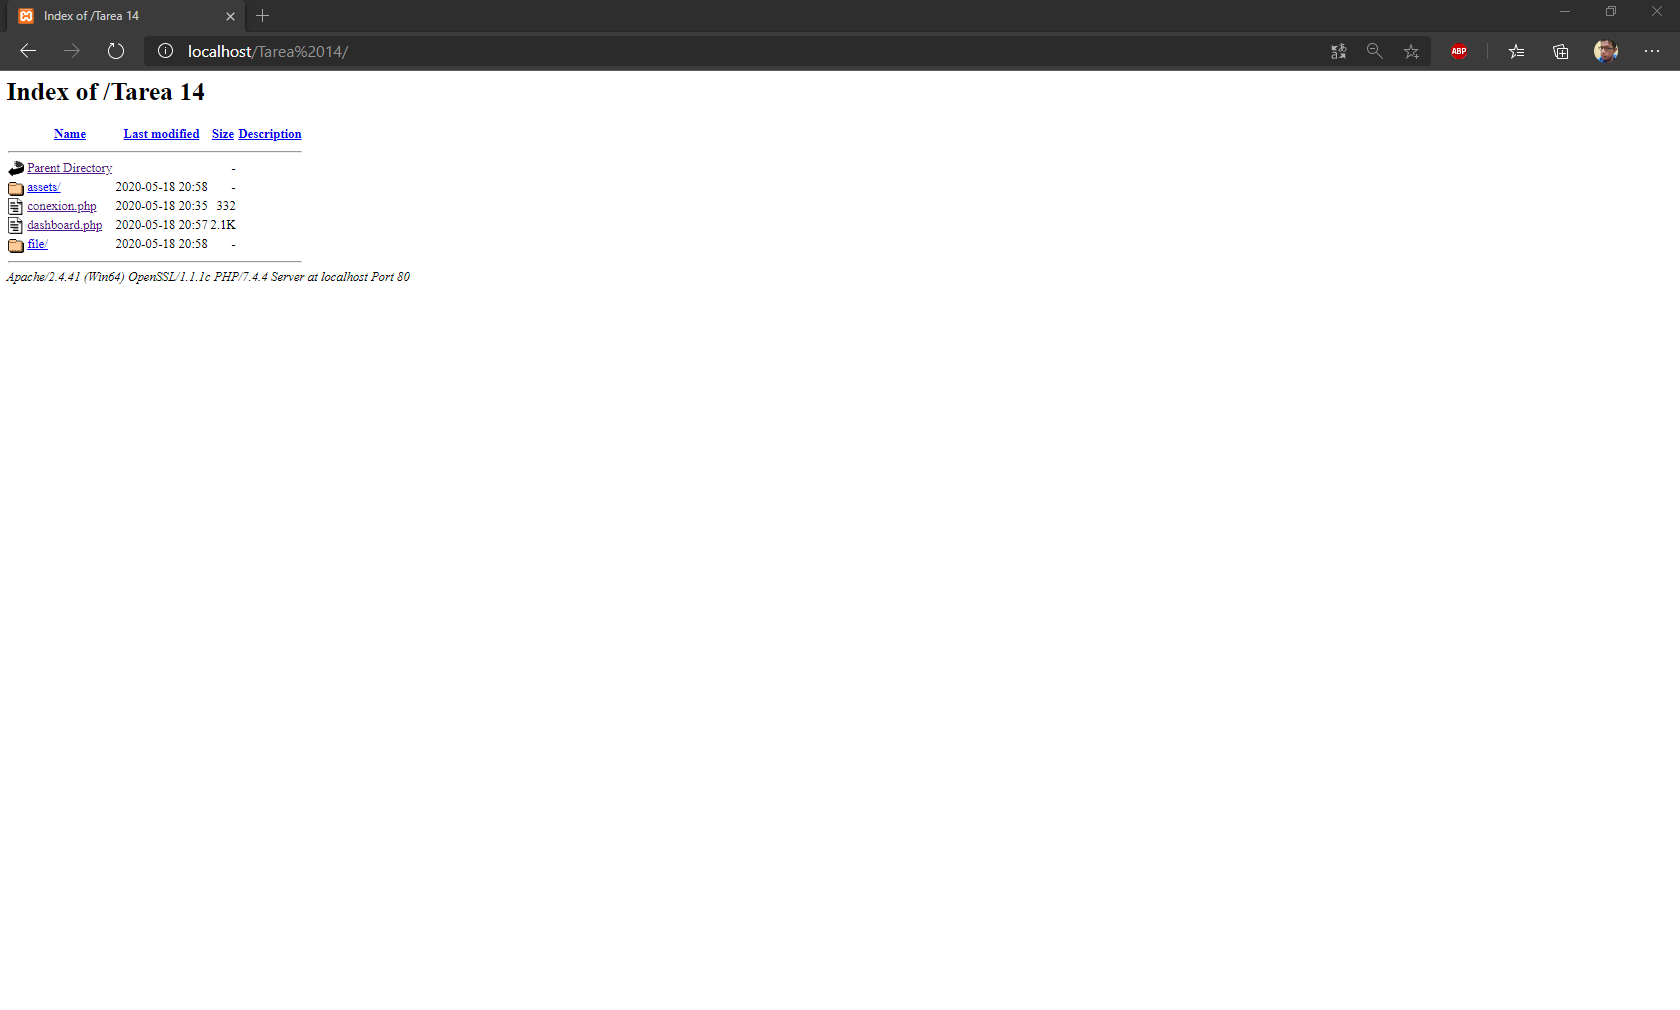 Index of /Tarea 14
localhost/Tarea%2014/
ABP
Index of /Tarea 14
Name Last modified Size Description
Parent Directory -
assets/ 2020-05-18 20:58 -
conexion.php 2020-05-18 20:35 332
dashboard.php 2020-05-18 20:57 2.1K
file/ 2020-05-18 20:58 -
Apache/2.4.41 (Win64) OpenSSL/1.1.1c PHP/7.4.4 Server at localhost Port 80